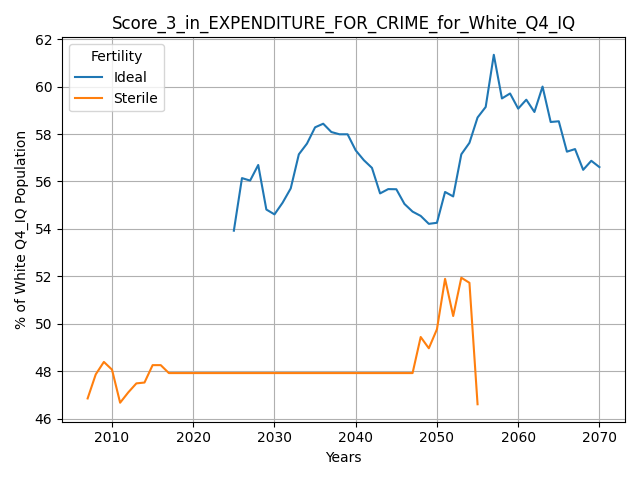 Score_3_in_EXPENDITURE_FOR_CRIME_for_White_Q4_IQ
Fertility
Ideal
Sterile
% of White Q4_IQ Population
62
60
58
56
54
52
50
48
46
2010
2020
2030
2040
2050
2060
2070
Years